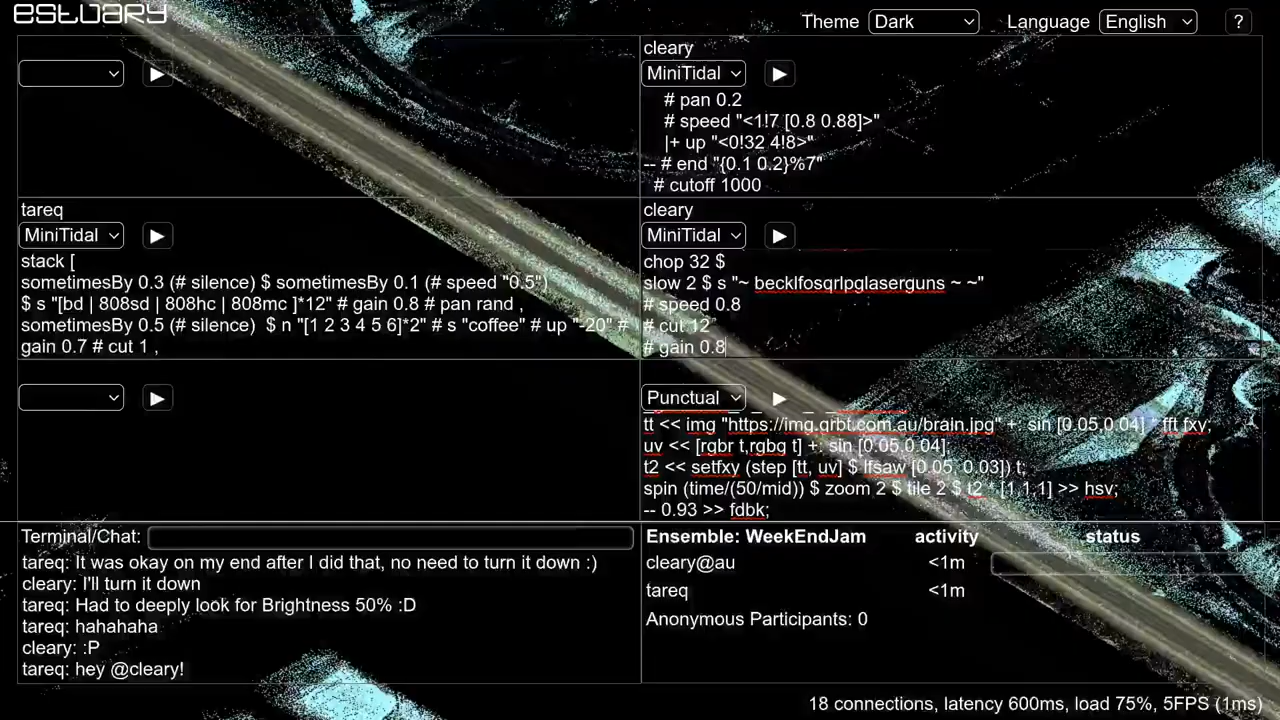 estuary
Theme Dark Language English ?
cleary
MiniTidal
# pan 0.2
# speed "<1!7 [0.8 0.88]>"
|+ up "<0!32 4!8>"
-- # end "{0.1 0.2}%7"
# cutoff 1000
tareq
MiniTidal
stack [
sometimesBy 0.3 (# silence) $ sometimesBy 0.1 (# speed "0.5")
$ s "[bd | 808sd | 808hc | 808mc ]*12" # gain 0.8 # pan rand ,
sometimesBy 0.5 (# silence)  $ n "[1 2 3 4 5 6]*2" # s "coffee" # up "-20" #
gain 0.7 # cut 1 ,
cleary
MiniTidal
chop 32 $
slow 2 $ s "~ becklfosqrlpglaserguns ~ ~"
# speed 0.8
# cut 12
# gain 0.8
Punctual
tt << img "https://img.qrbt.com.au/brain.jpg" +: sin [0.05,0.04] * fft fxy;
uv << [rgbr t,rgbg t] +: sin [0.05,0.04];
t2 << setfxy (step [tt, uv] $ lfsaw [0.05, 0.03]) t;
spin (time/(50/mid)) $ zoom 2 $ tile 2 $ t2 * [1,1,1] >> hsv;
-- 0.93 >> fdbk;
Terminal/Chat:
tareq: It was okay on my end after I did that, no need to turn it down :)
cleary: I'll turn it down
tareq: Had to deeply look for Brightness 50% :D
tareq: hahahaha
cleary: :P
tareq: hey @cleary!
Ensemble: WeekEndJam activity status
cleary@au <1m
tareq <1m
Anonymous Participants: 0
18 connections, latency 600ms, load 75%, 5FPS (1ms)